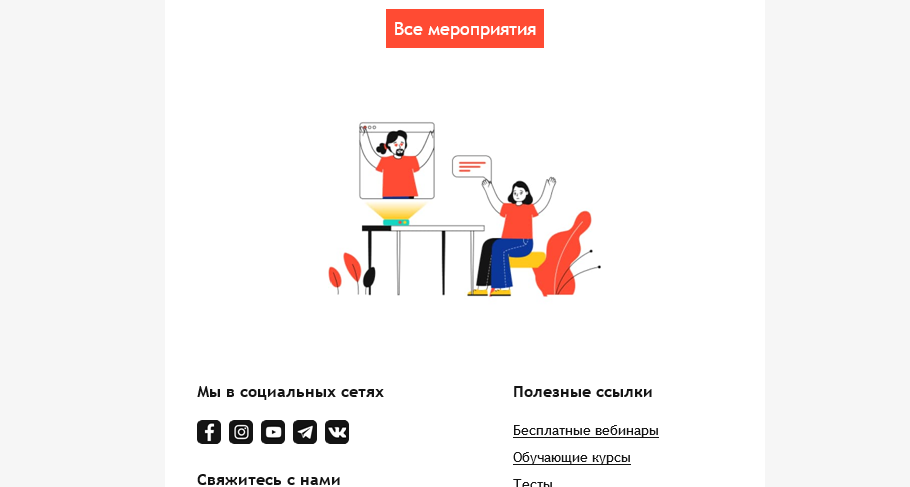 Все мероприятия
Мы в социальных сетях
Свяжитесь с нами
Полезные ссылки
Бесплатные вебинары
Обучающие курсы
Тесты